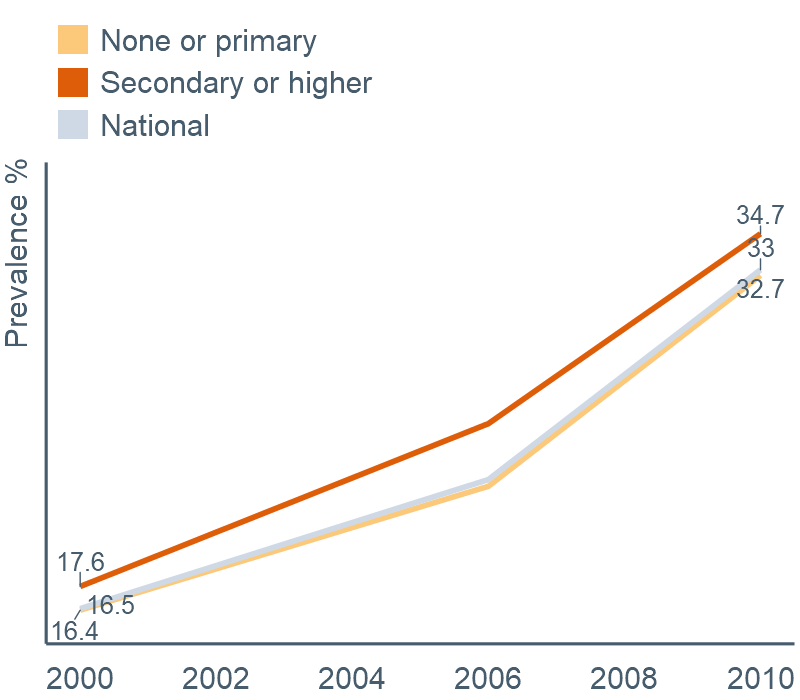 None or primary
Secondary or higher
National
Prevalence %
34.7
33
32.7
17.6
16.5
16.4
2000 2002 2004 2006 2008 2010